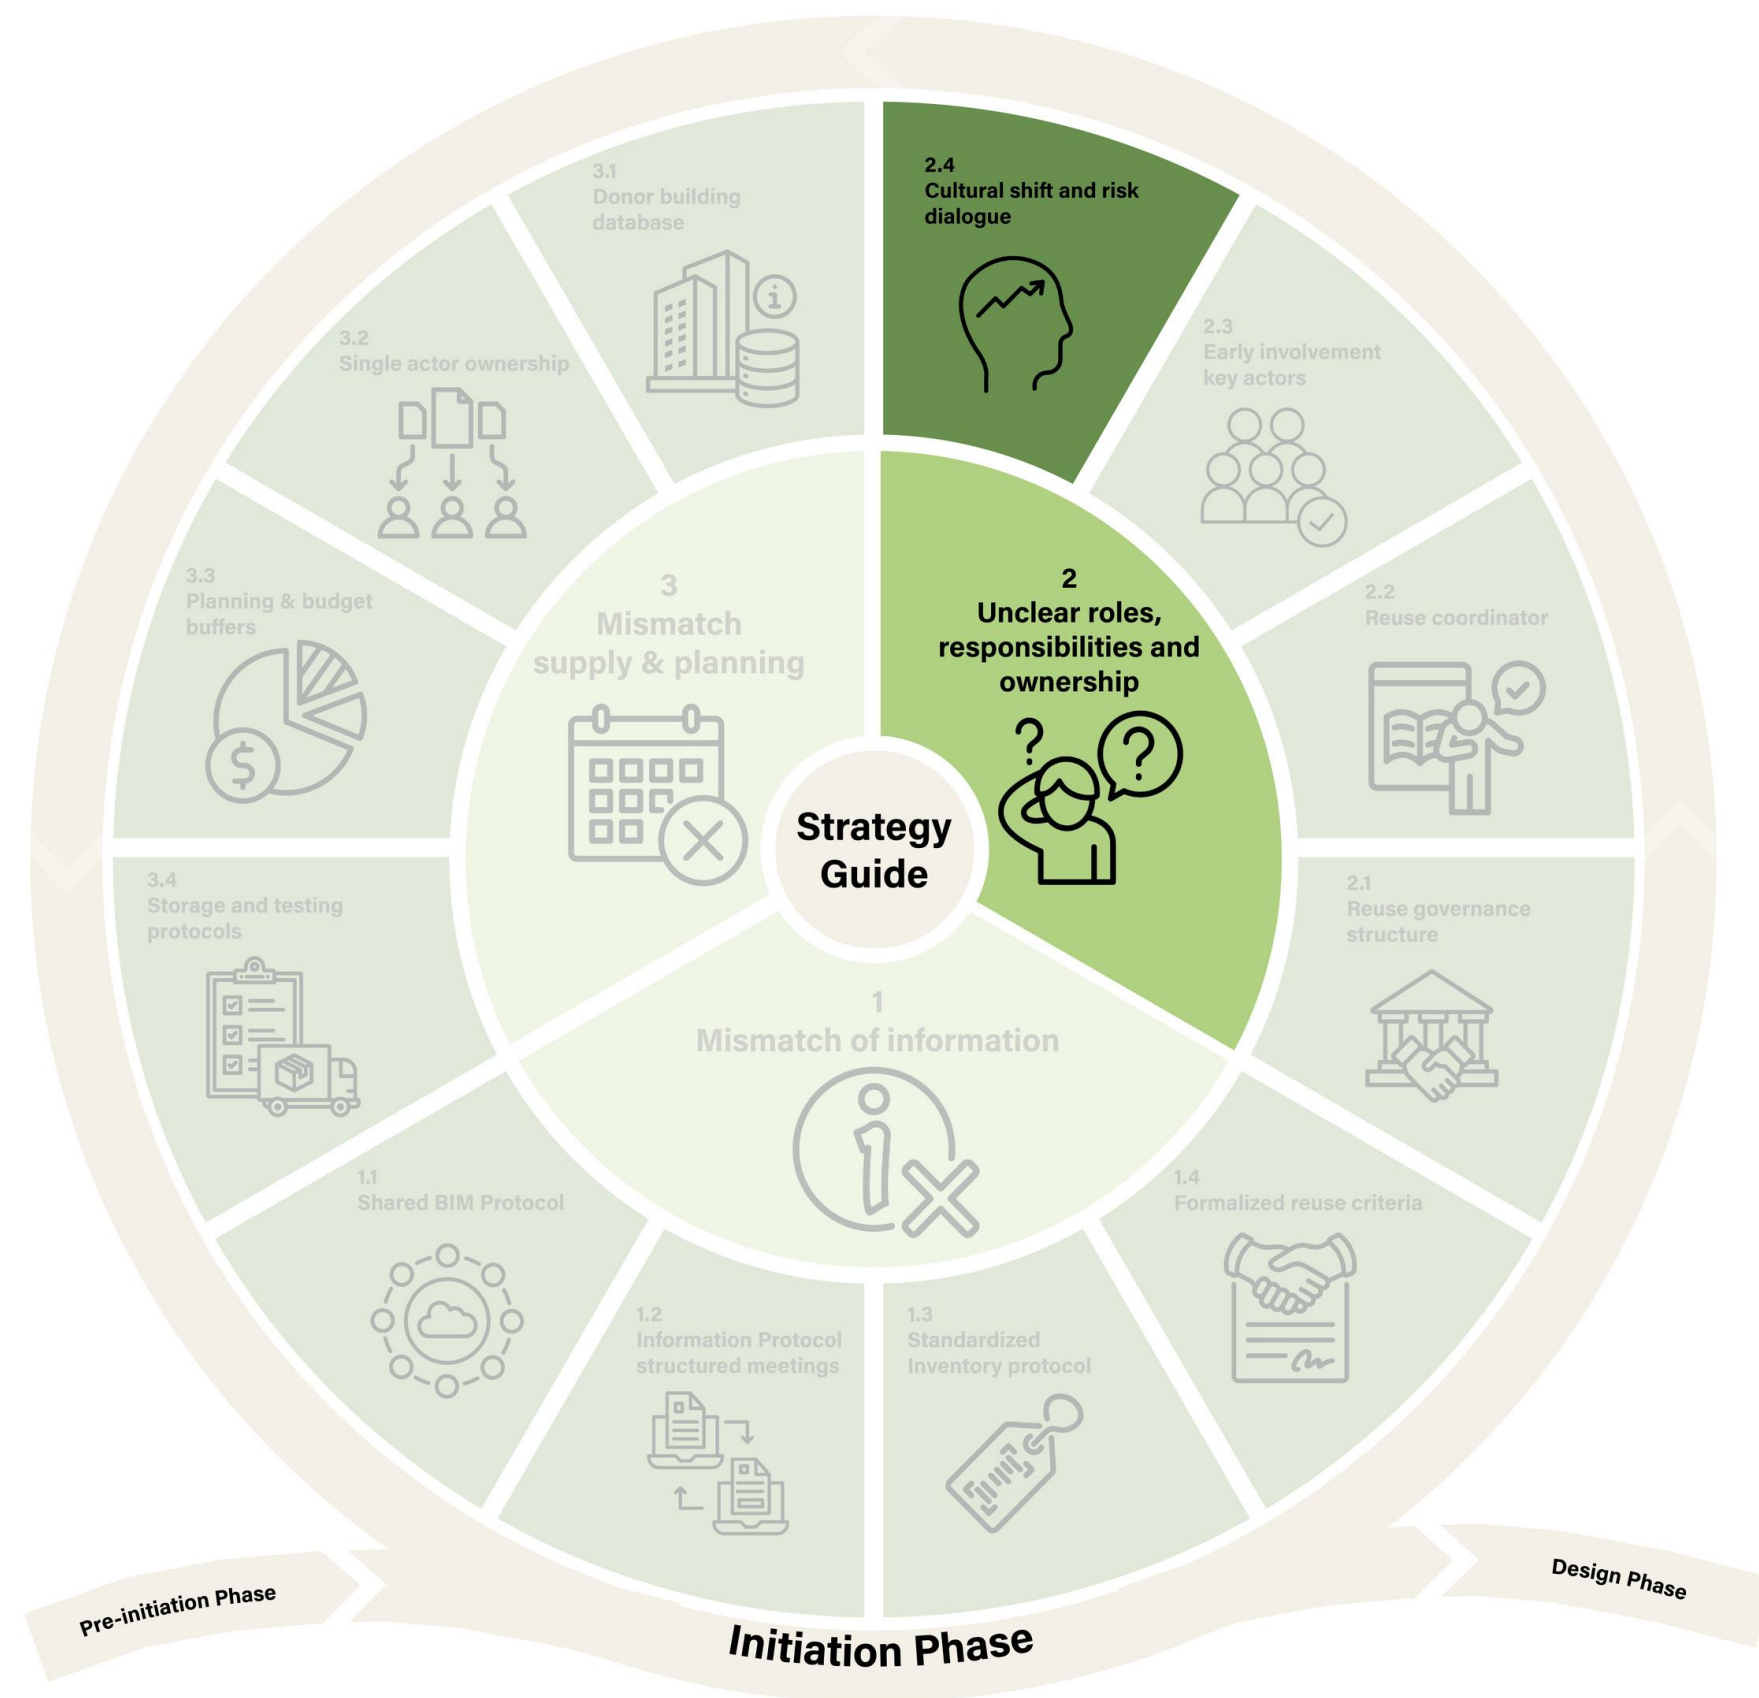 2.4
Cultural shift and risk
dialogue
3.1
Donor building
database
2.3
Early involvement
key actors
3.2
Single actor ownership
3.3
Planning & budget
buffers
2.2
Reuse coordinator
3
Mismatch
supply & planning
2
Unclear roles,
responsibilities and
ownership
Strategy
Guide
3.4
Storage and testing
protocols
2.1
Reuse governance
structure
1
Mismatch of information
1.1
Shared BIM Protocol
1.4
Formalized reuse criteria
1.2
Information Protocol
structured meetings
1.3
Standardized
Inventory protocol
Pre-initiation Phase
Initiation Phase
Design Phase